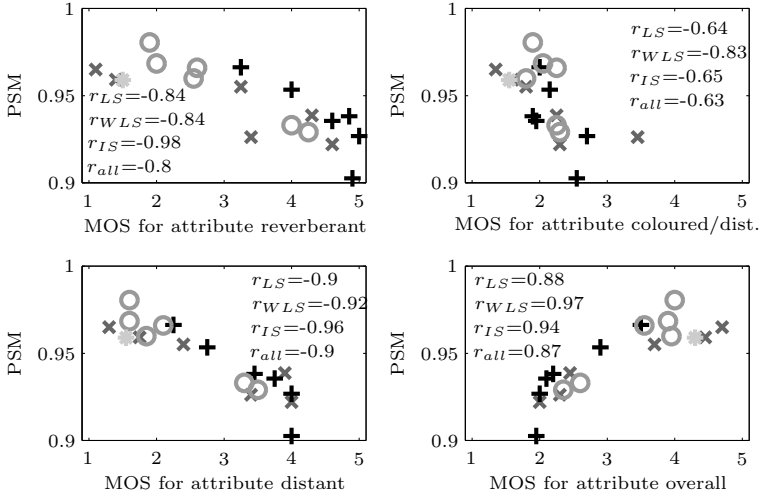 1
0.95
0.9
PSM
r_LS=-0.84
r_WLS=-0.84
r_IS=-0.98
r_all=-0.8
1 2 3 4 5
MOS for attribute reverberant
1
0.95
0.9
PSM
r_LS=-0.64
r_WLS=-0.83
r_IS=-0.65
r_all=-0.63
1 2 3 4 5
MOS for attribute coloured/dist.
1
0.95
0.9
PSM
r_LS=-0.9
r_WLS=-0.92
r_IS=-0.96
r_all=-0.9
1 2 3 4 5
MOS for attribute distant
1
0.95
0.9
PSM
r_LS=0.88
r_WLS=0.97
r_IS=0.94
r_all=0.87
1 2 3 4 5
MOS for attribute overall